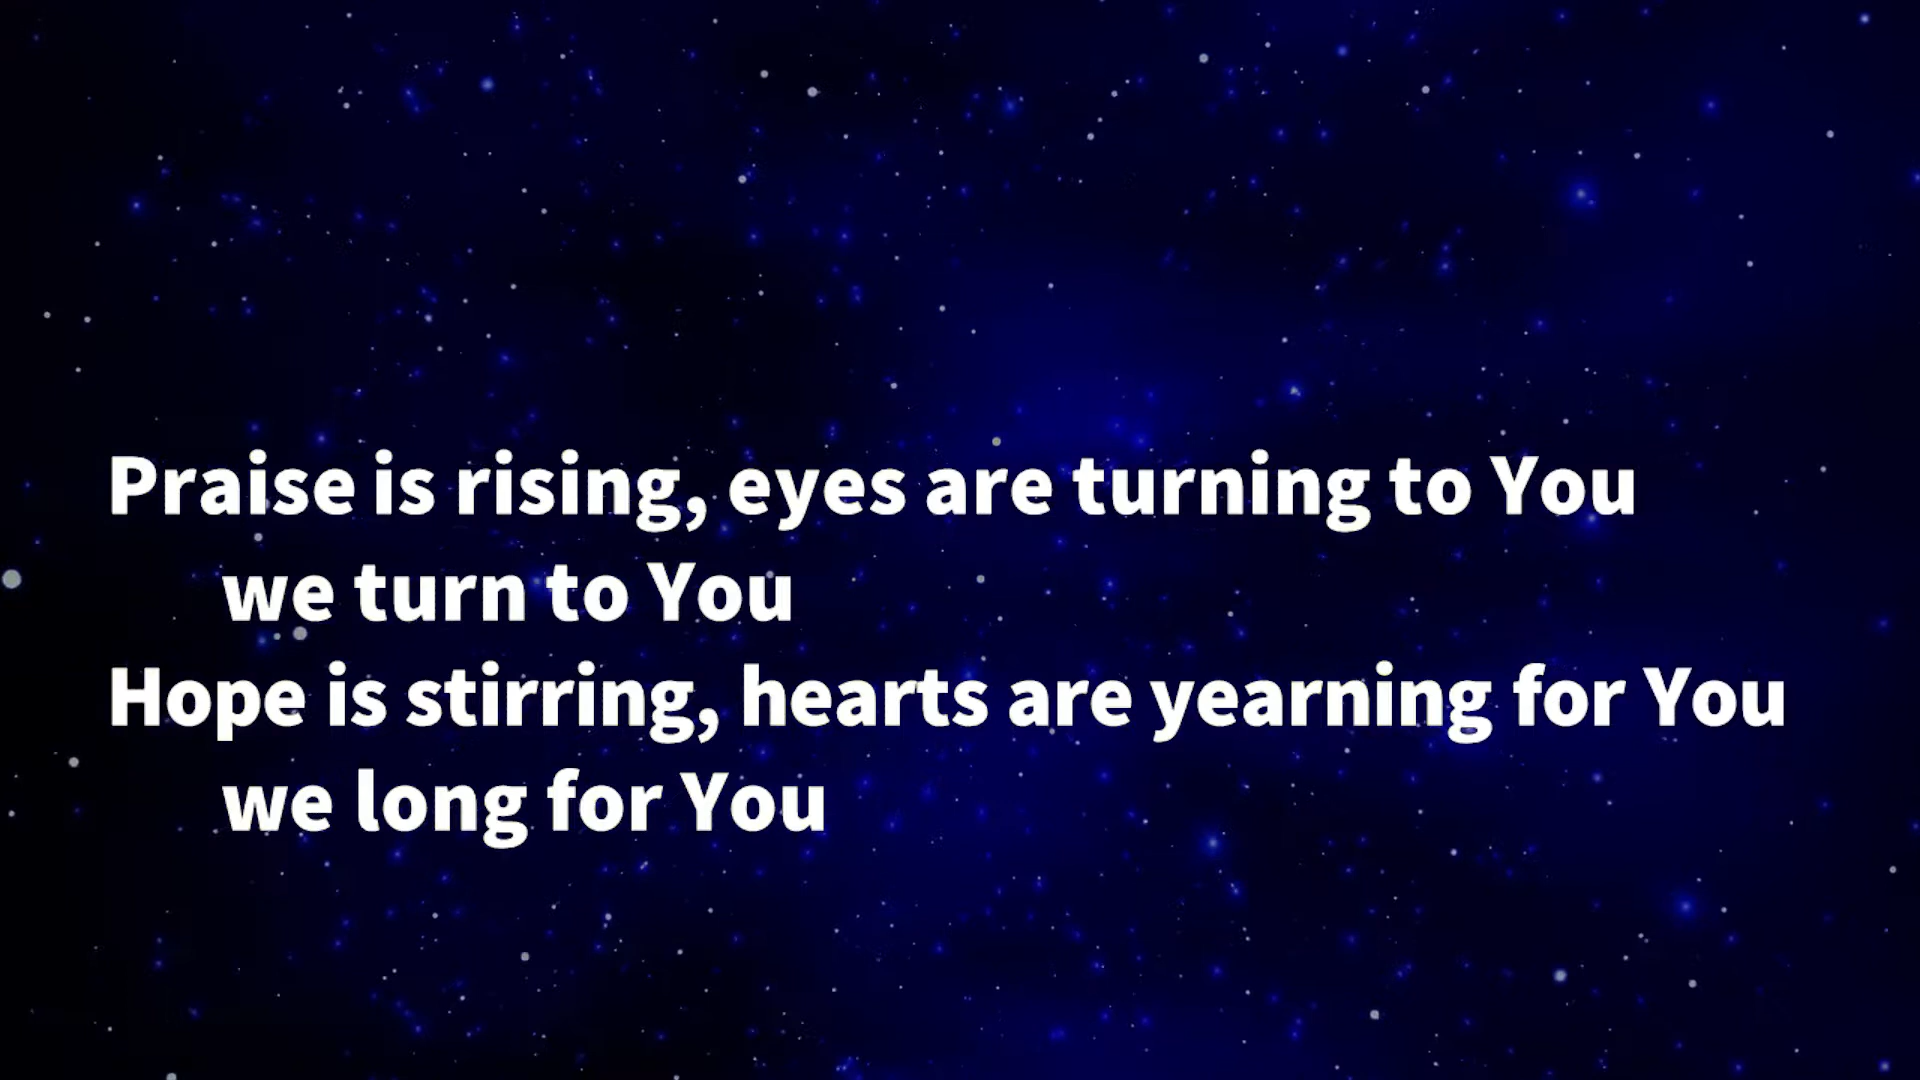 Praise is rising, eyes are turning to You
we turn to You
Hope is stirring, hearts are yearning for You
we long for You